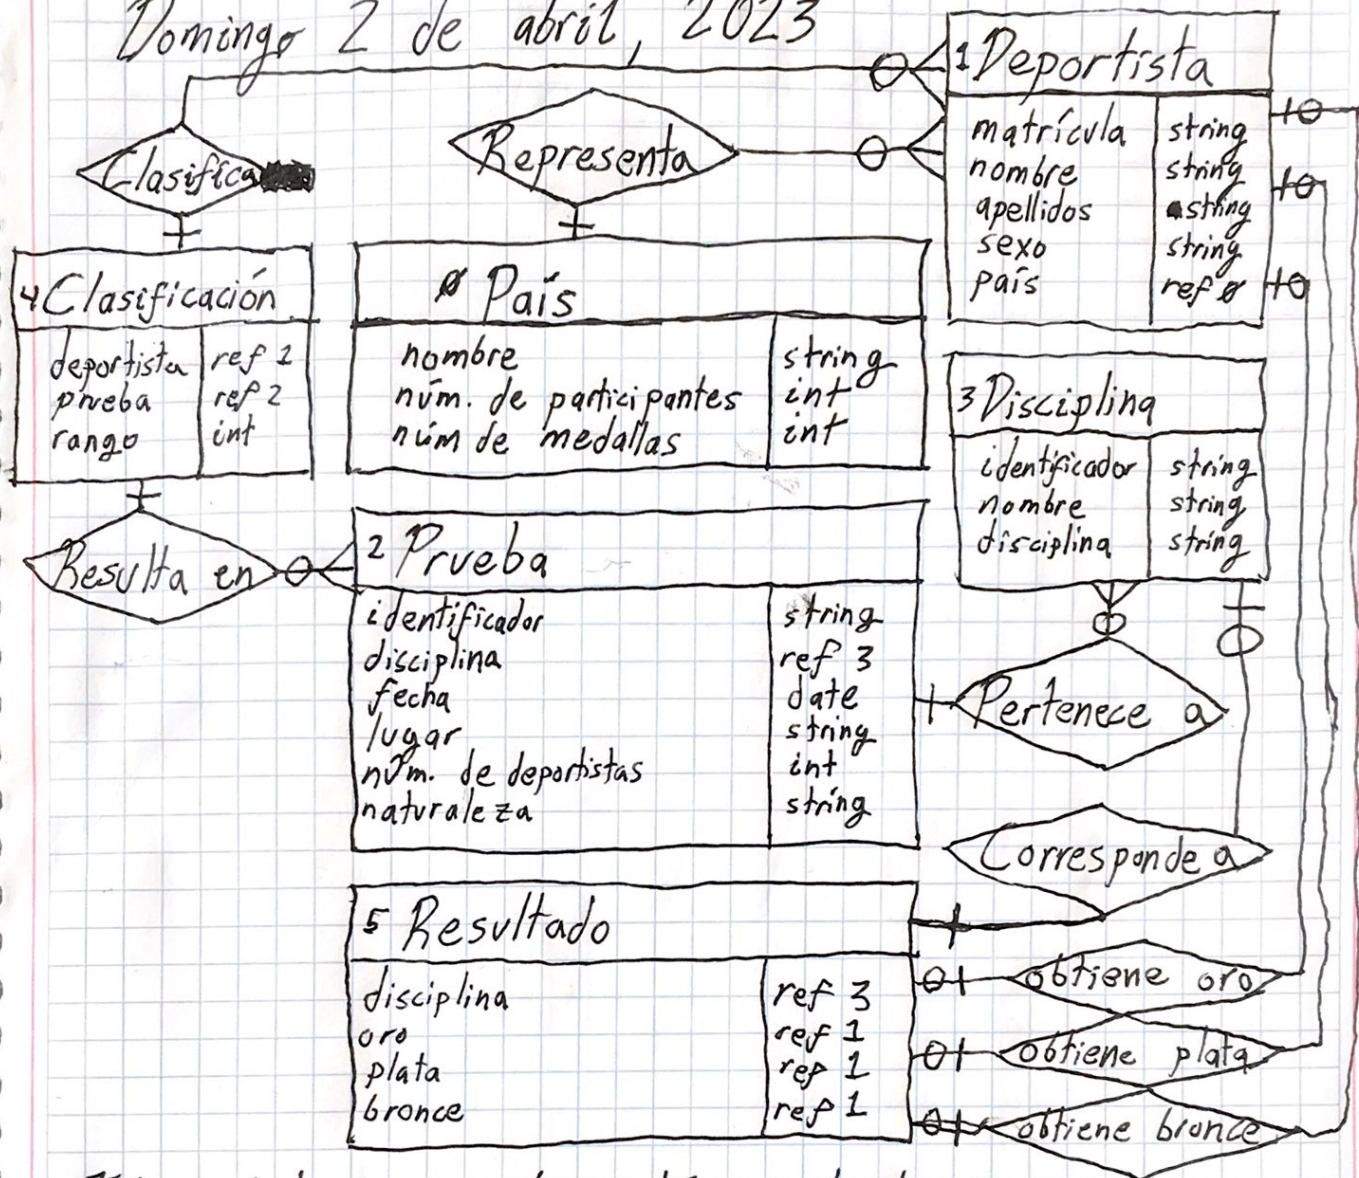 Domingo 2 de abril, 2023
1 Deportista
matrícula string
nombre string
apellidos string
sexo string
país ref 0
Clasifica
Representa
4 Clasificación
deportista ref 1
prueba ref 2
rango int
0 País
nombre string
núm. de participantes int
núm de medallas int
3 Disciplina
identificador string
nombre string
disciplina string
Resulta en
2 Prueba
identificador string
disciplina ref 3
fecha date
lugar string
núm. de deportistas int
naturaleza string
Pertenece a
Corresponde a
5 Resultado
disciplina ref 3
oro ref 1
plata ref 1
bronce ref 1
obtiene oro
obtiene plata
obtiene bronce